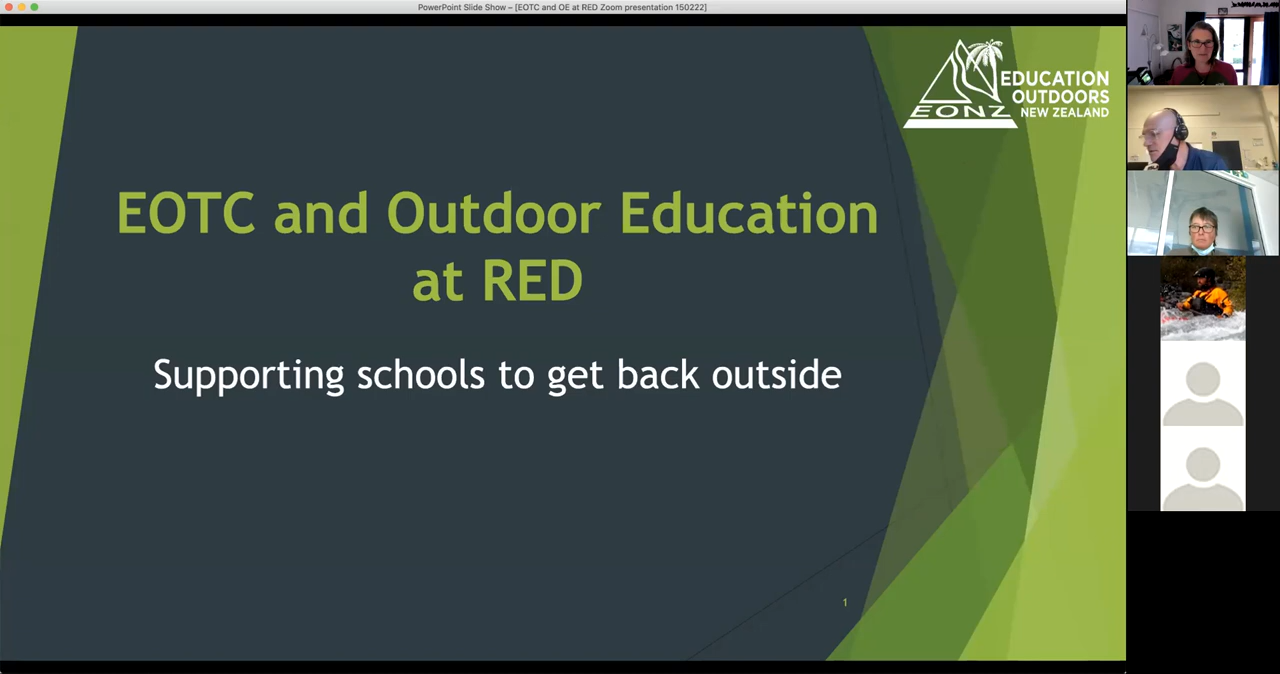 PowerPoint Slide Show – [EOTC and OE at RED Zoom presentation 150222]
EONZ
EDUCATION
OUTDOORS
NEW ZEALAND
EOTC and Outdoor Education
at RED
Supporting schools to get back outside
1